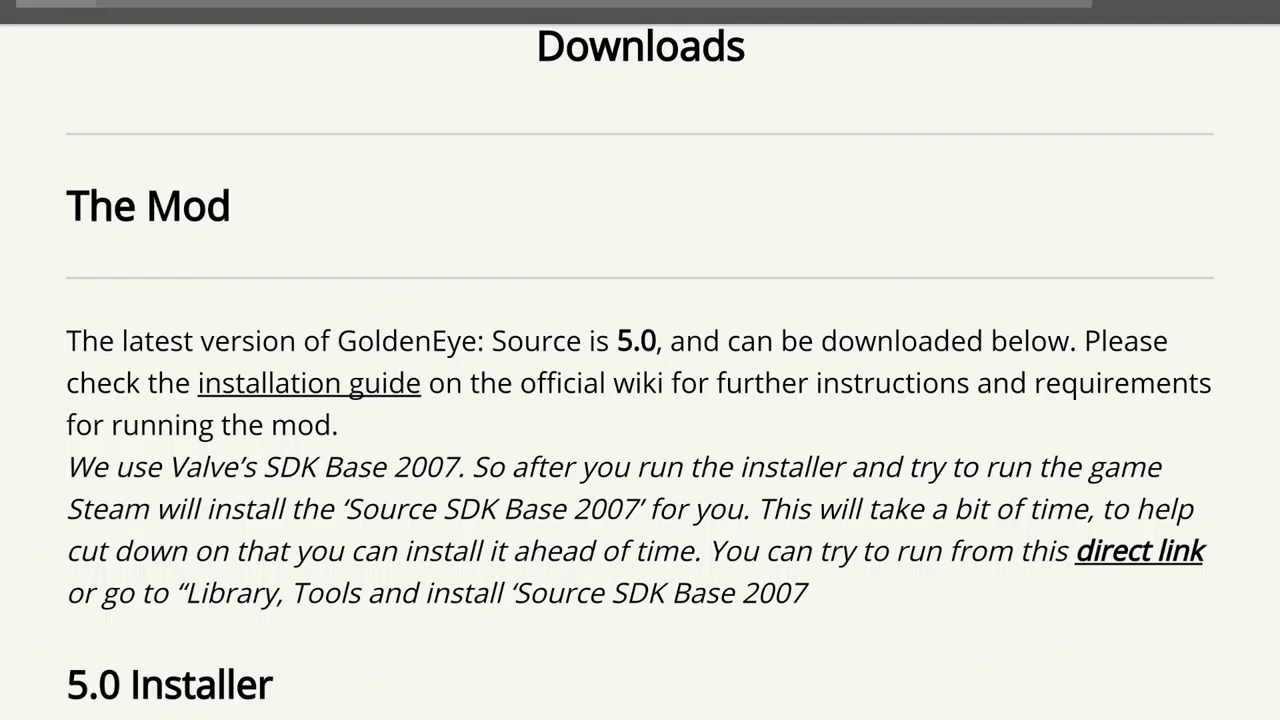 Downloads
The Mod
The latest version of GoldenEye: Source is 5.0, and can be downloaded below. Please
check the installation guide on the official wiki for further instructions and requirements
for running the mod.
We use Valve’s SDK Base 2007. So after you run the installer and try to run the game
Steam will install the ‘Source SDK Base 2007’ for you. This will take a bit of time, to help
cut down on that you can install it ahead of time. You can try to run from this direct link
or go to “Library, Tools and install ‘Source SDK Base 2007
5.0 Installer